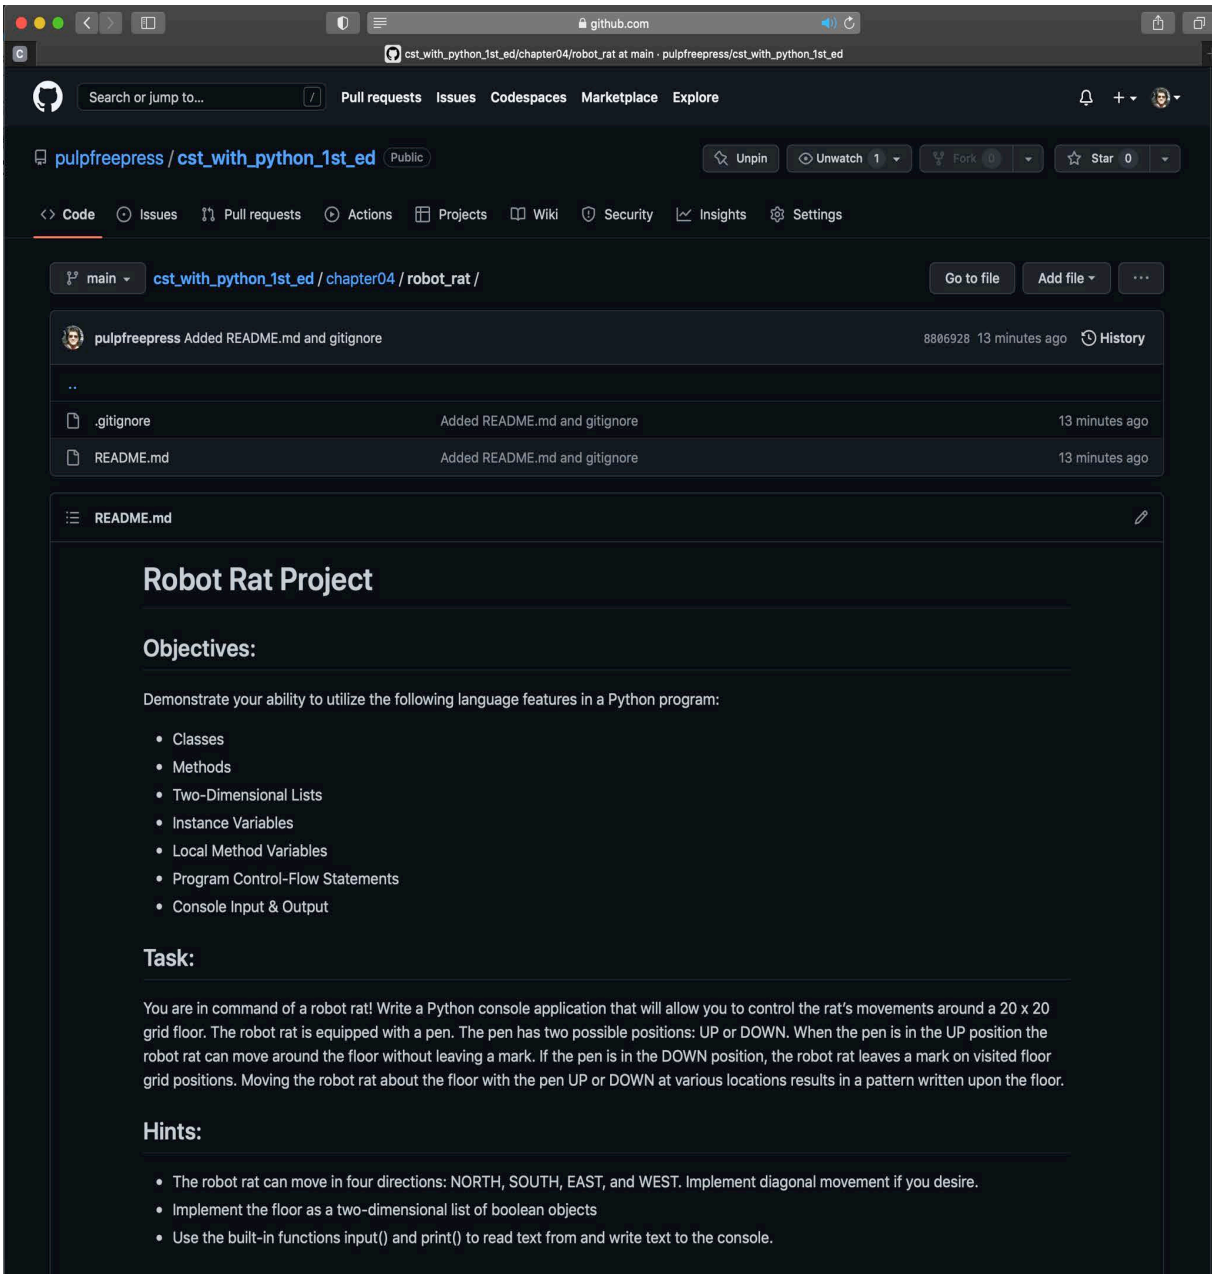 github.com
C
cst_with_python_1st_ed/chapter04/robot_rat at main · pulpfreepress/cst_with_python_1st_ed
Search or jump to... / Pull requests Issues Codespaces Marketplace Explore
pulpfreepress / cst_with_python_1st_ed Public Unpin Unwatch 1 Fork 0 Star 0
<> Code Issues Pull requests Actions Projects Wiki Security Insights Settings
main cst_with_python_1st_ed / chapter04 / robot_rat / Go to file Add file ...
pulpfreepress Added README.md and gitignore 8806928 13 minutes ago History
..
.gitignore Added README.md and gitignore 13 minutes ago
README.md Added README.md and gitignore 13 minutes ago
README.md
Robot Rat Project
Objectives:
Demonstrate your ability to utilize the following language features in a Python program:
• Classes
• Methods
• Two-Dimensional Lists
• Instance Variables
• Local Method Variables
• Program Control-Flow Statements
• Console Input & Output
Task:
You are in command of a robot rat! Write a Python console application that will allow you to control the rat's movements around a 20 x 20
grid floor. The robot rat is equipped with a pen. The pen has two possible positions: UP or DOWN. When the pen is in the UP position the
robot rat can move around the floor without leaving a mark. If the pen is in the DOWN position, the robot rat leaves a mark on visited floor
grid positions. Moving the robot rat about the floor with the pen UP or DOWN at various locations results in a pattern written upon the floor.
Hints:
• The robot rat can move in four directions: NORTH, SOUTH, EAST, and WEST. Implement diagonal movement if you desire.
• Implement the floor as a two-dimensional list of boolean objects
• Use the built-in functions input() and print() to read text from and write text to the console.